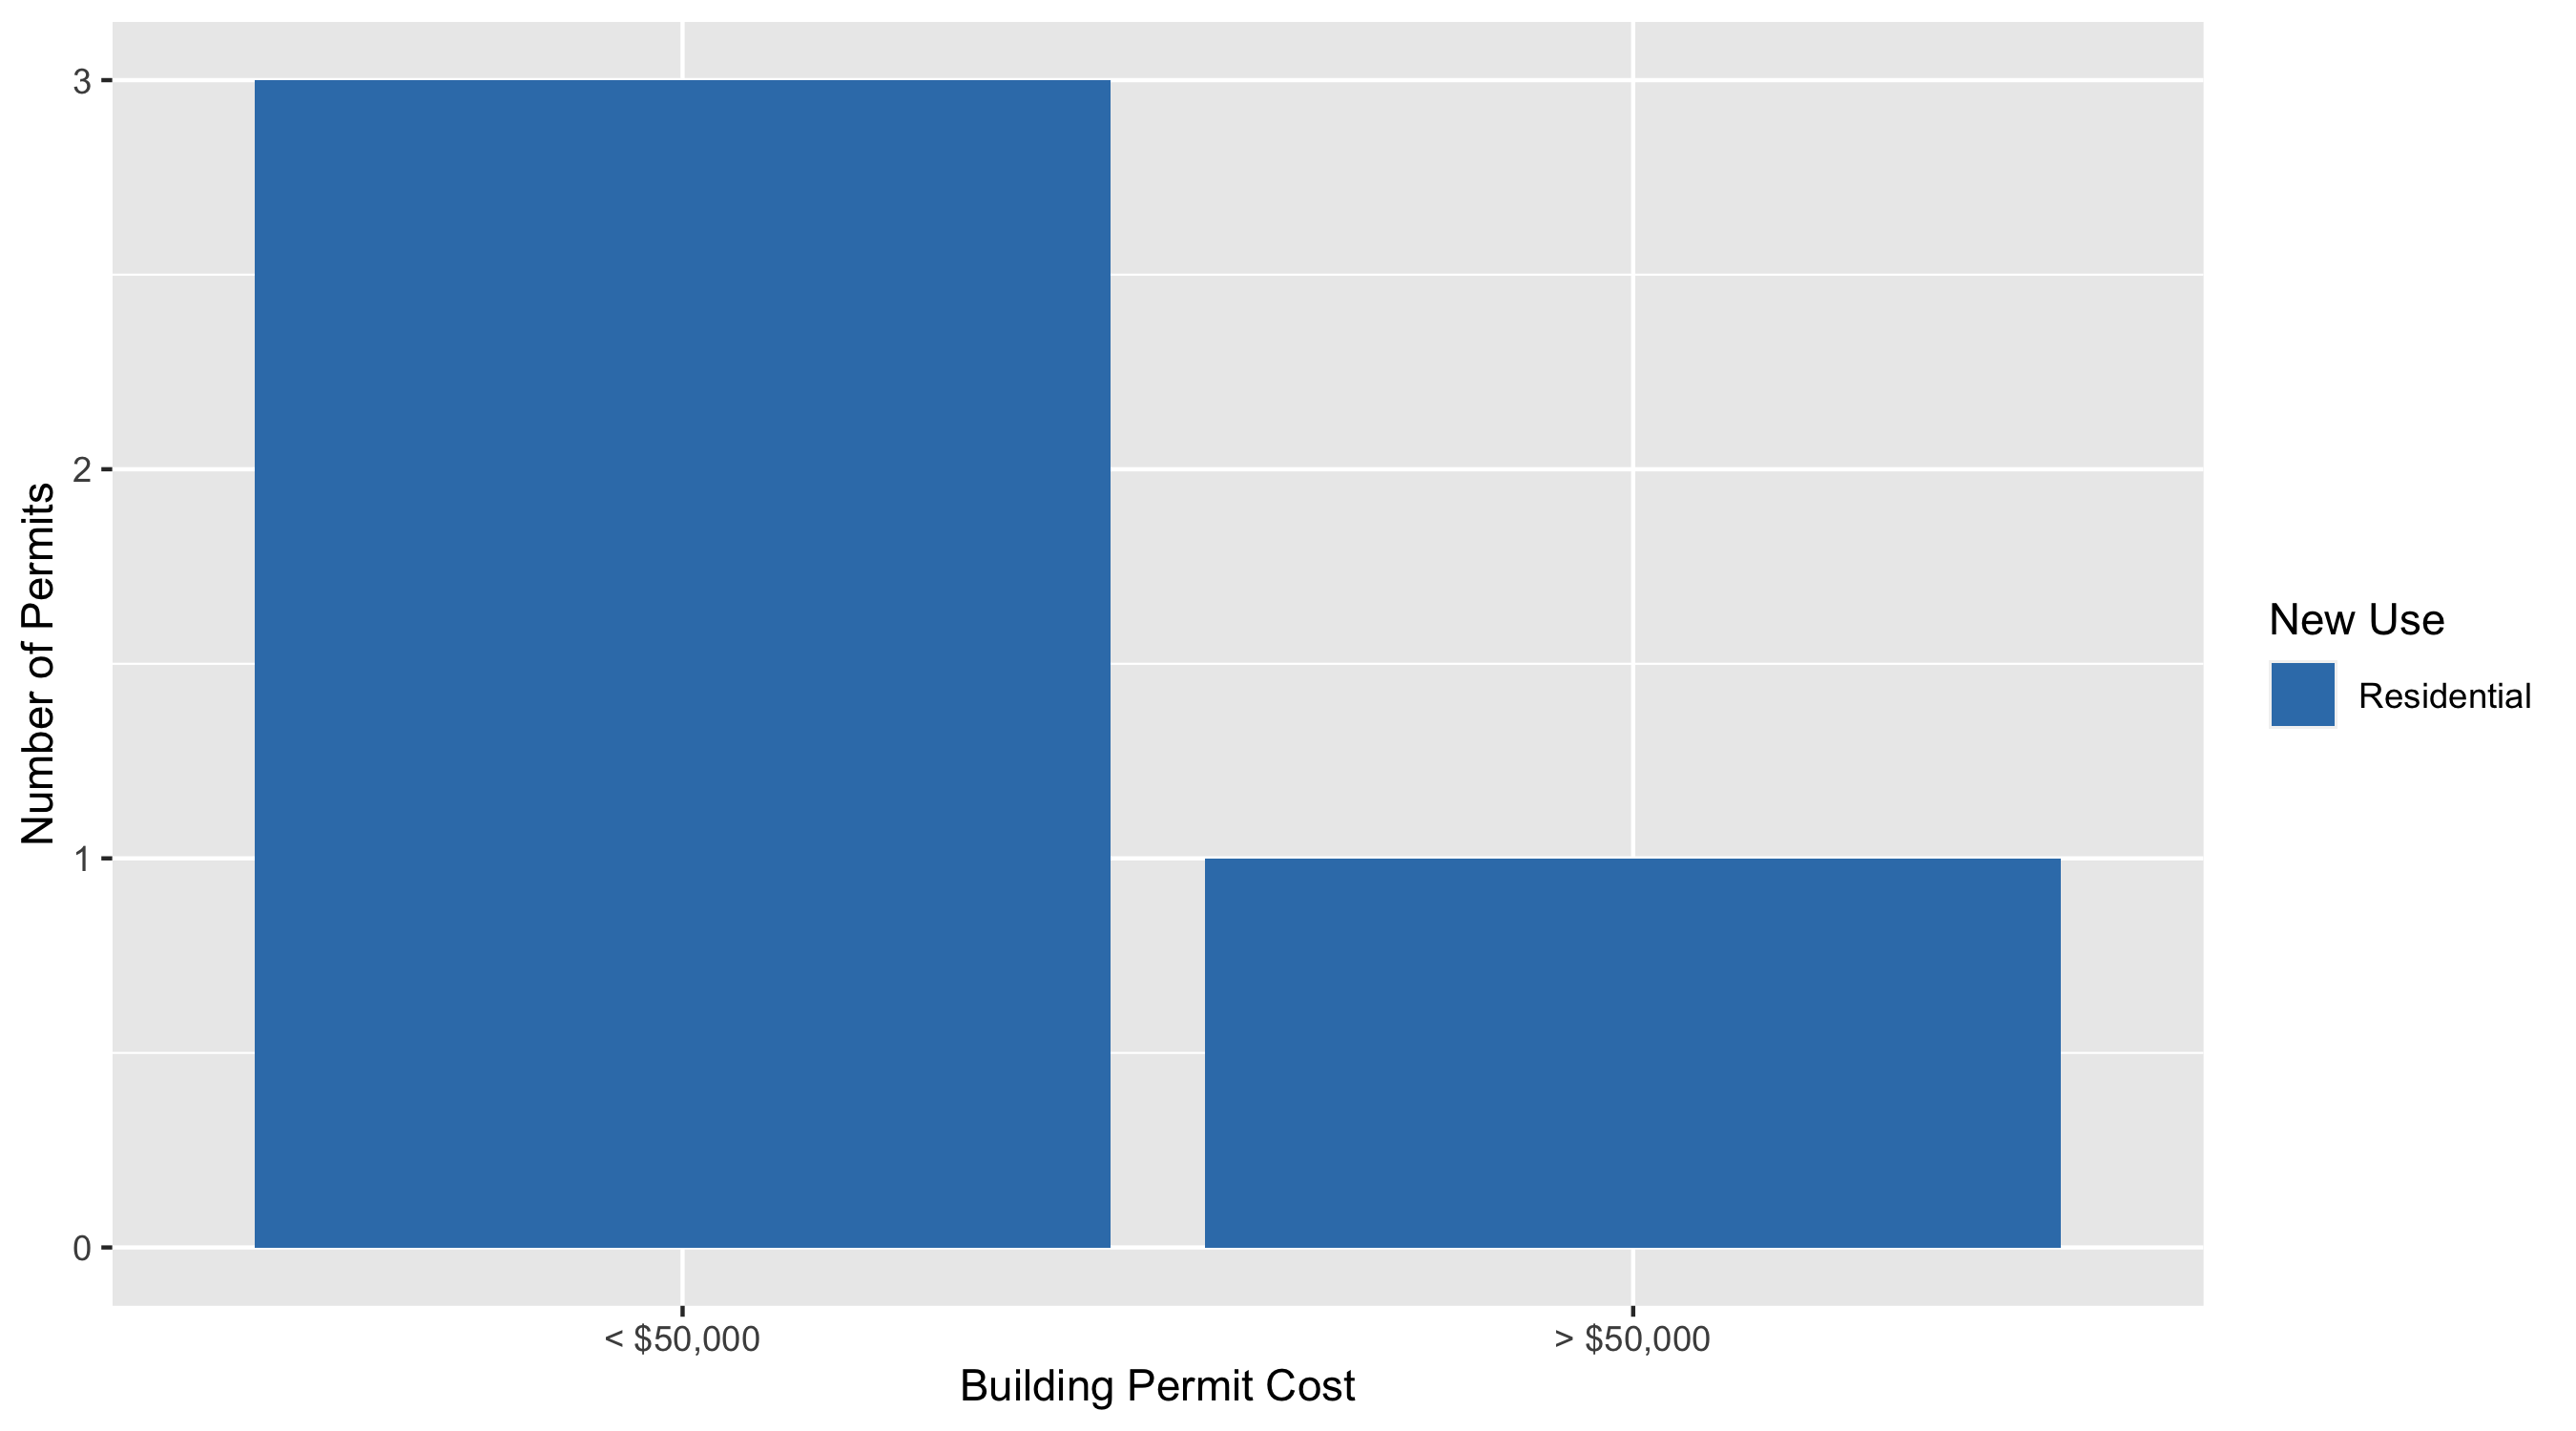 3
2
1
0
Number of Permits
< $50,000
> $50,000
Building Permit Cost
New Use
Residential